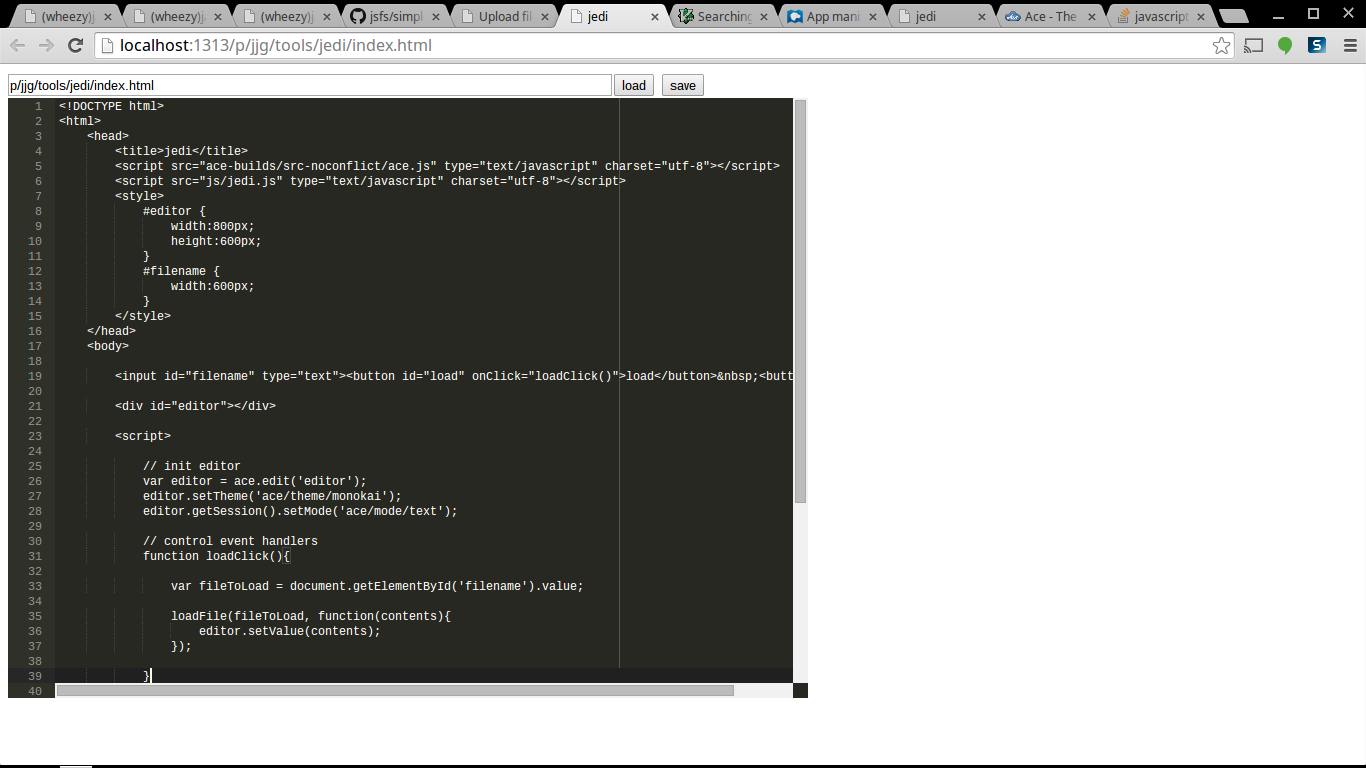 (wheezy)j
(wheezy)j
(wheezy)j
jsfs/simpl
Upload fil
jedi
Searching
App mani
jedi
Ace - The
javascript
localhost:1313/p/jjg/tools/jedi/index.html
p/jjg/tools/jedi/index.html load save
1 <!DOCTYPE html>
2 <html>
3 <head>
4 <title>jedi</title>
5 <script src="ace-builds/src-noconflict/ace.js" type="text/javascript" charset="utf-8"></script>
6 <script src="js/jedi.js" type="text/javascript" charset="utf-8"></script>
7 <style>
8 #editor {
9 width:800px;
10 height:600px;
11 }
12 #filename {
13 width:600px;
14 }
15 </style>
16 </head>
17 <body>
18
19 <input id="filename" type="text"><button id="load" onClick="loadClick()">load</button>&nbsp;<butt
20
21 <div id="editor"></div>
22
23 <script>
24
25 // init editor
26 var editor = ace.edit('editor');
27 editor.setTheme('ace/theme/monokai');
28 editor.getSession().setMode('ace/mode/text');
29
30 // control event handlers
31 function loadClick(){
32
33 var fileToLoad = document.getElementById('filename').value;
34
35 loadFile(fileToLoad, function(contents){
36 editor.setValue(contents);
37 });
38
39 }
40